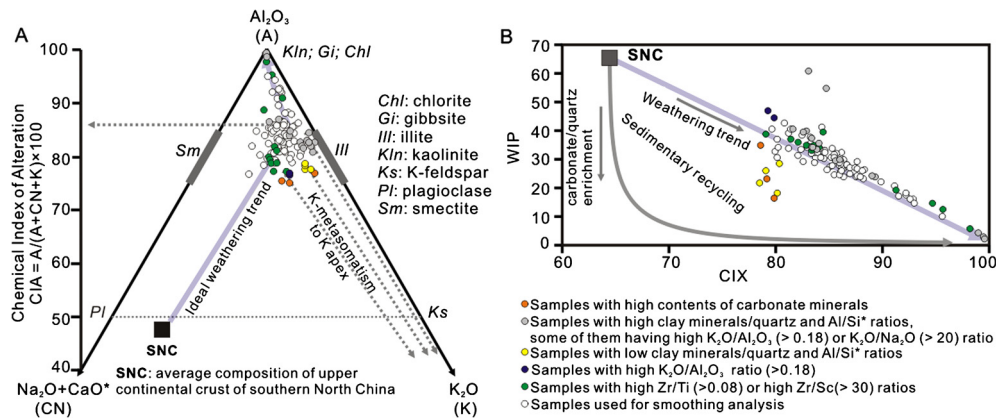 A
Al₂O₃
(A)
Kln; Gi; Chl
100
90
80
70
60
50
40
Chemical Index of Alteration
CIA = A/(A+CN+K)×100
Sm
Ill
Chl: chlorite
Gi: gibbsite
Ill: illite
Kln: kaolinite
Ks: K-feldspar
Pl: plagioclase
Sm: smectite
Ideal weathering trend
K-metasomatism
to K apex
Pl
Ks
SNC
SNC: average composition of upper
continental crust of southern North China
Na₂O+CaO*
(CN)
K₂O
(K)
B
70
60
50
40
30
20
10
0
WIP
SNC
carbonate/quartz
enrichment
Weathering trend
Sedimentary recycling
60
70
80
90
100
CIX
Samples with high contents of carbonate minerals
Samples with high clay minerals/quartz and Al/Si* ratios,
some of them having high K₂O/Al₂O₃ (> 0.18) or K₂O/Na₂O (> 20) ratio
Samples with low clay minerals/quartz and Al/Si* ratios
Samples with high K₂O/Al₂O₃ ratio (>0.18)
Samples with high Zr/Ti (>0.08) or high Zr/Sc(> 30) ratios
Samples used for smoothing analysis